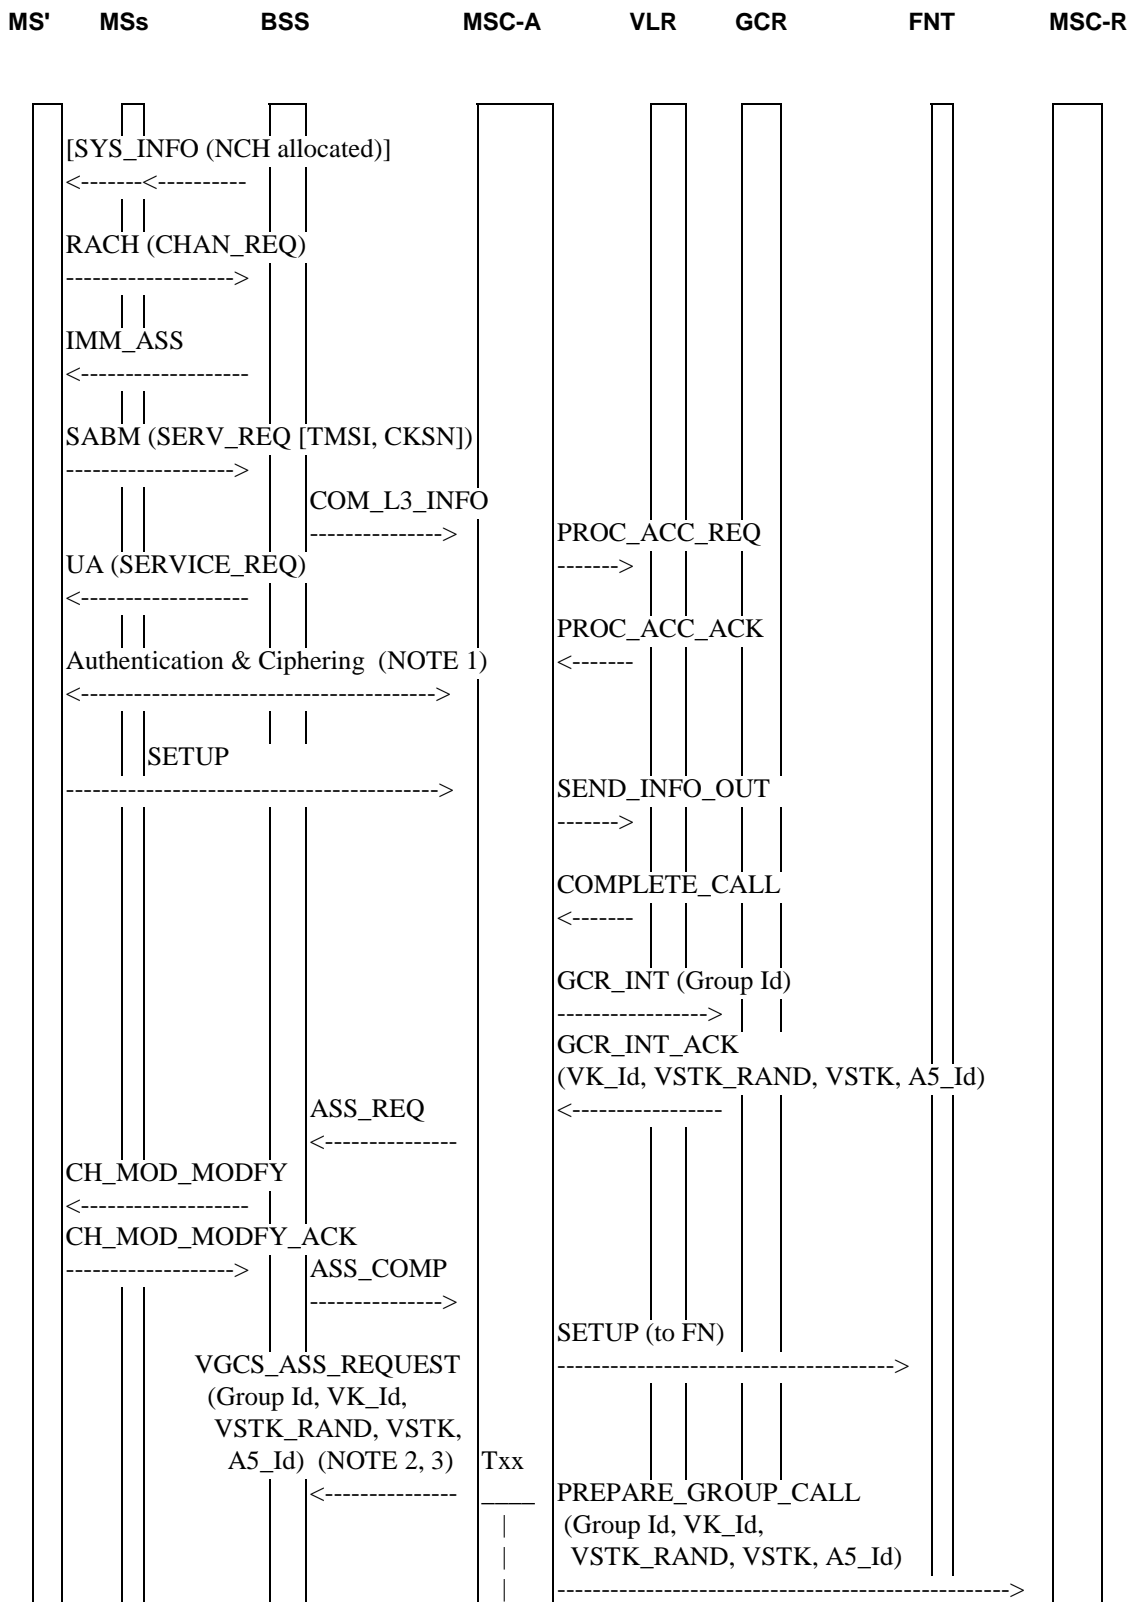 MS' MSs BSS MSC-A VLR GCR FNT MSC-R
[SYS_INFO (NCH allocated)]
<-------<----------
RACH (CHAN_REQ)
------------------->
IMM_ASS
<-------------------
SABM (SERV_REQ [TMSI, CKSN])
------------------->
COM_L3_INFO
---------------> PROC_ACC_REQ
UA (SERVICE_REQ) ------->
<-------------------
PROC_ACC_ACK
Authentication & Ciphering (NOTE 1) <-------
<---------------------------------------->
SETUP
------------------------------------------> SEND_INFO_OUT
------->
COMPLETE_CALL
<-------
GCR_INT (Group Id)
----------------->
GCR_INT_ACK
(VK_Id, VSTK_RAND, VSTK, A5_Id)
ASS_REQ <-----------------
<---------------
CH_MOD_MODFY
<-------------------
CH_MOD_MODFY_ACK
-------------------> ASS_COMP
--------------->
SETUP (to FN)
VGCS_ASS_REQUEST -------------------------------------->
(Group Id, VK_Id,
VSTK_RAND, VSTK,
A5_Id) (NOTE 2, 3) Txx
<--------------- ____ PREPARE_GROUP_CALL
| (Group Id, VK_Id,
| VSTK_RAND, VSTK, A5_Id)
| --------------------------------------------------->